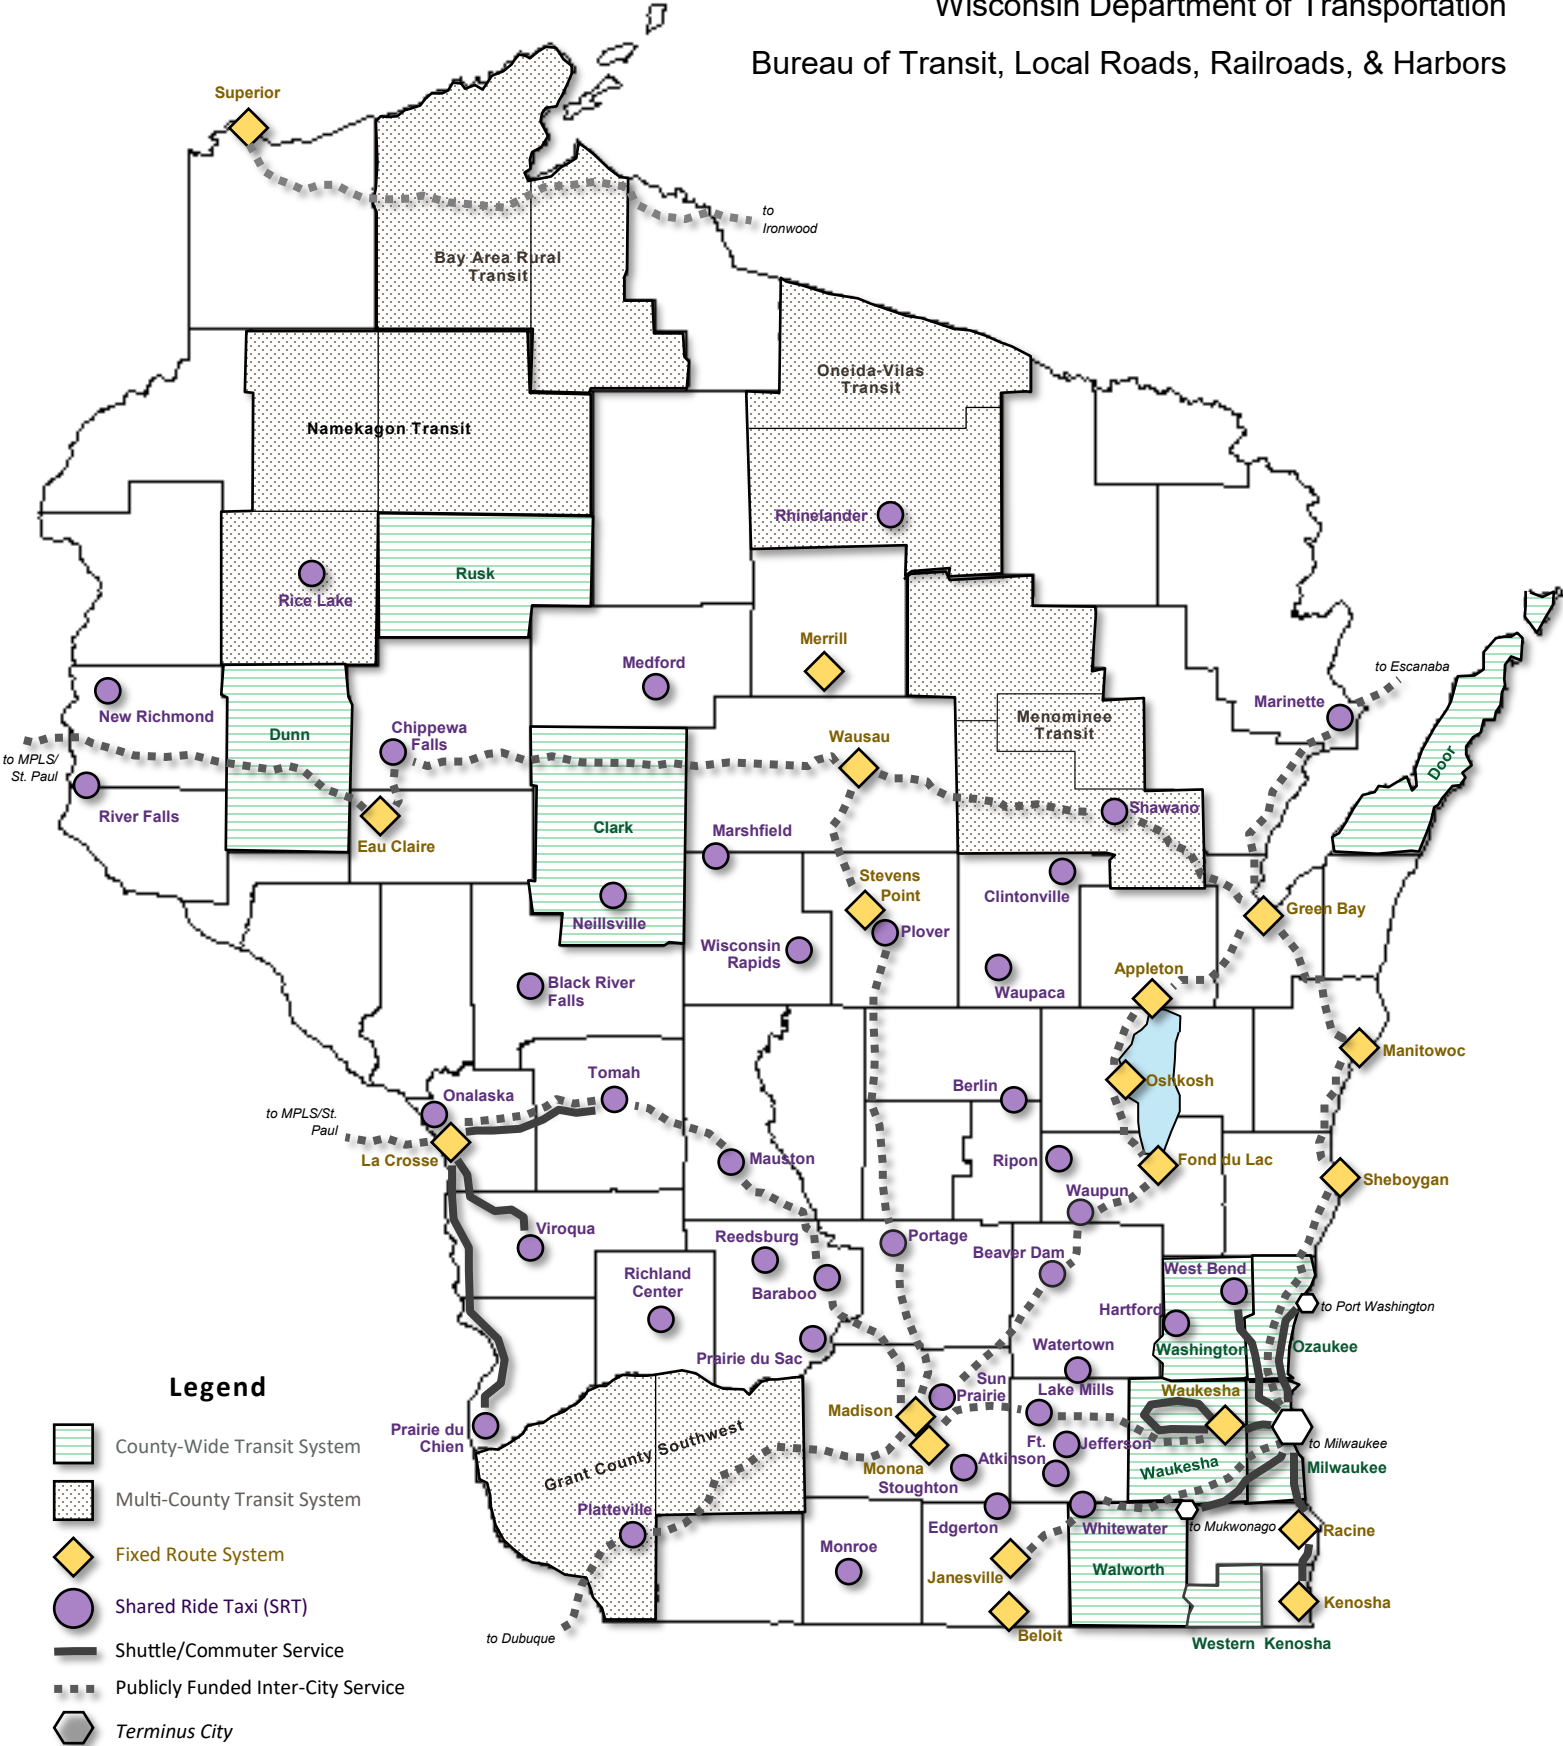 Wisconsin Department of Transportation
Bureau of Transit, Local Roads, Railroads, & Harbors
Superior
to
Ironwood
Bay Area Rural
Transit
Oneida-Vilas
Transit
Namekagon Transit
Rhinelander
Rusk
Rice Lake
Merrill
Medford
to Escanaba
Marinette
New Richmond
Menominee
Transit
Chippewa
Falls
Dunn
Wausau
Door
to MPLS/
St. Paul
River Falls
Shawano
Eau Claire
Clark
Marshfield
Stevens
Point
Clintonville
Green Bay
Neillsville
Plover
Wisconsin
Rapids
Appleton
Black River
Falls
Waupaca
Manitowoc
Tomah
Oshkosh
Berlin
Onalaska
to MPLS/St.
Paul
La Crosse
Mauston
Ripon
Fond du Lac
Sheboygan
Waupun
Viroqua
Reedsburg
Portage
Beaver Dam
Richland
Center
Baraboo
West Bend
Hartford
to Port Washington
Washington
Ozaukee
Watertown
Prairie du Sac
Legend
Sun
Prairie
Lake Mills
Waukesha
Madison
Prairie du
Chien
Grant County Southwest
Ft.
Atkinson
Jefferson
to Milwaukee
County-Wide Transit System
Monona
Stoughton
Waukesha
Milwaukee
Multi-County Transit System
Platteville
Edgerton
Whitewater
to Mukwonago
Racine
Fixed Route System
Monroe
Janesville
Walworth
Shared Ride Taxi (SRT)
Kenosha
to Dubuque
Beloit
Western Kenosha
Shuttle/Commuter Service
Publicly Funded Inter-City Service
Terminus City